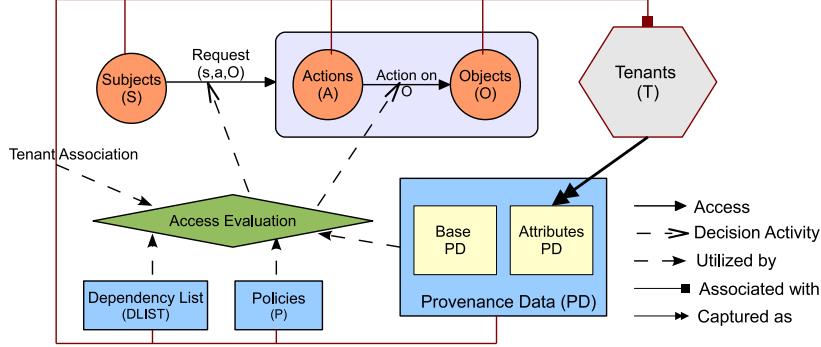 Request
(s,a,O)
Subjects
(S)
Actions
(A)
Action on
O
Objects
(O)
Tenants
(T)
Tenant Association
Access Evaluation
Base
PD
Attributes
PD
Provenance Data (PD)
Dependency List
(DLIST)
Policies
(P)
Access
Decision Activity
Utilized by
Associated with
Captured as